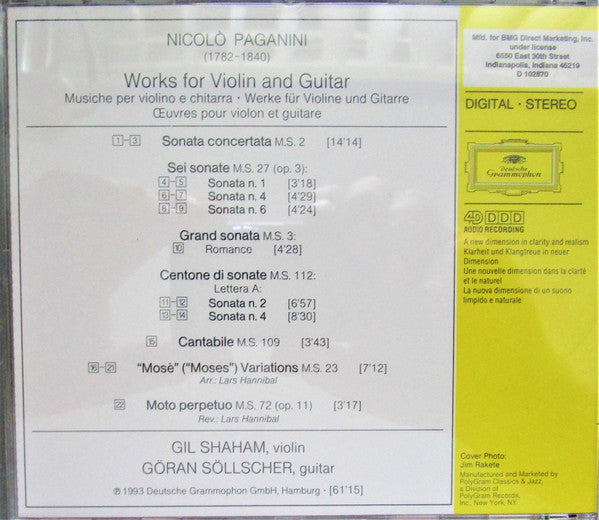 NICOLÒ PAGANINI
(1782-1840)
Works for Violin and Guitar
Musiche per violino e chitarra · Werke für Violine und Gitarre
Œuvres pour violon et guitare
1-3 Sonata concertata M.S. 2 [14'14]
Sei sonate M.S. 27 (op. 3):
4-5 Sonata n. 1 [3'18]
6-7 Sonata n. 4 [4'29]
8-9 Sonata n. 6 [4'24]
Grand sonata M.S. 3:
10 Romance [4'28]
Centone di sonate M.S. 112:
Lettera A:
11-12 Sonata n. 2 [6'57]
13-14 Sonata n. 4 [8'30]
15 Cantabile M.S. 109 [3'43]
16-21 "Mosè" ("Moses") Variations M.S. 23 [7'12]
Arr.: Lars Hannibal
22 Moto perpetuo M.S. 72 (op. 11) [3'17]
Rev.: Lars Hannibal
GIL SHAHAM, violin
GÖRAN SÖLLSCHER, guitar
℗ 1993 Deutsche Grammophon GmbH, Hamburg · [61'15]
Mfd. for BMG Direct Marketing, Inc.
under license
6550 East 30th Street
Indianapolis, Indiana 46219
D 102870
DIGITAL · STEREO
Deutsche
Grammophon
4D DDD
AUDIO RECORDING
A new dimension in clarity and realism
Klarheit und Klangtreue in neuer
Dimension
Une nouvelle dimension dans la clarté
et le naturel
La nuova dimensione di un suono
limpido e naturale
Cover Photo:
Jim Rakete
Manufactured and Marketed by
PolyGram Classics & Jazz,
a Division of
PolyGram Records,
Inc., New York, NY.